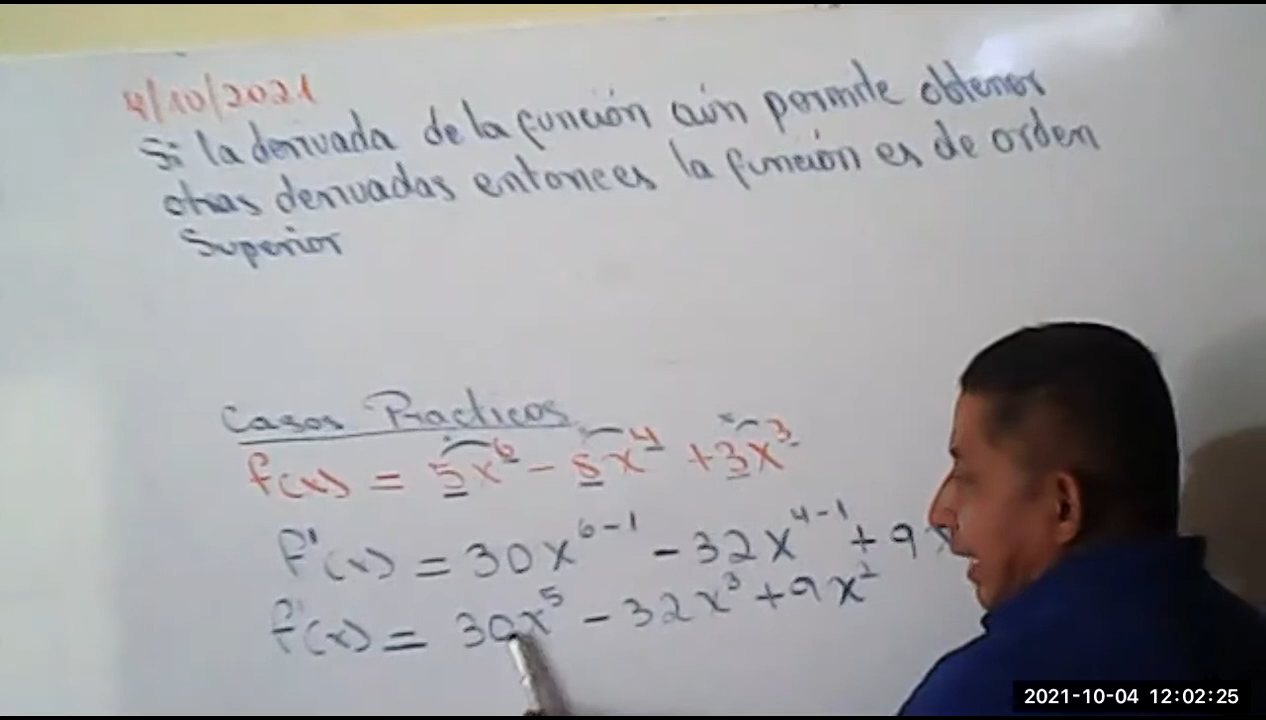 4/10/2021
Si la derivada de la función aún permite obtener
otras derivadas entonces la función es de orden
Superior
Casos Practicos
f(x) = 5x⁶ - 8x⁴ + 3x³
f'(x) = 30x⁶⁻¹ - 32x⁴⁻¹ + 9x
f'(x) = 30x⁵ - 32x³ + 9x²
2021-10-04 12:02:25